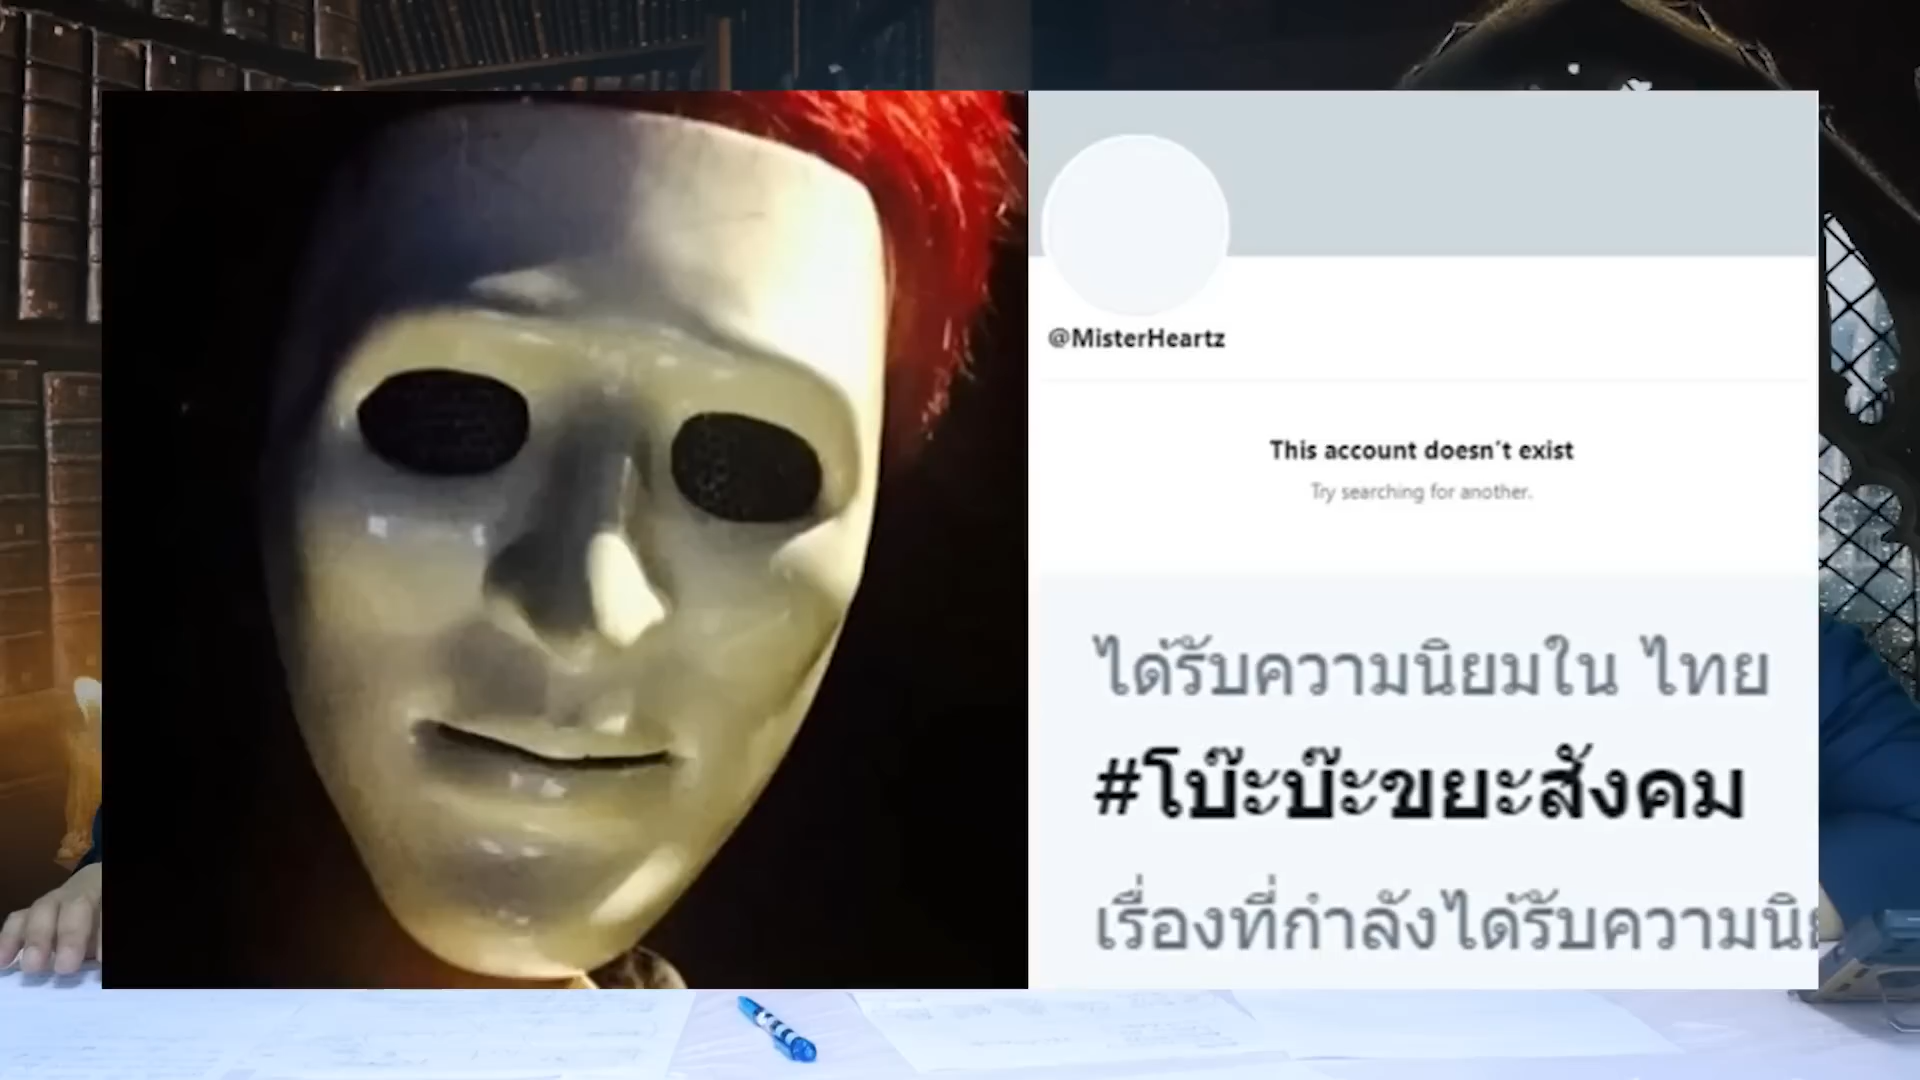 @MisterHeartz
This account doesn't exist
Try searching for another.
ได้รับความนิยมใน ไทย
#โบ๊ะบ๊ะขยะสังคม
เรื่องที่กำลังได้รับความนิ